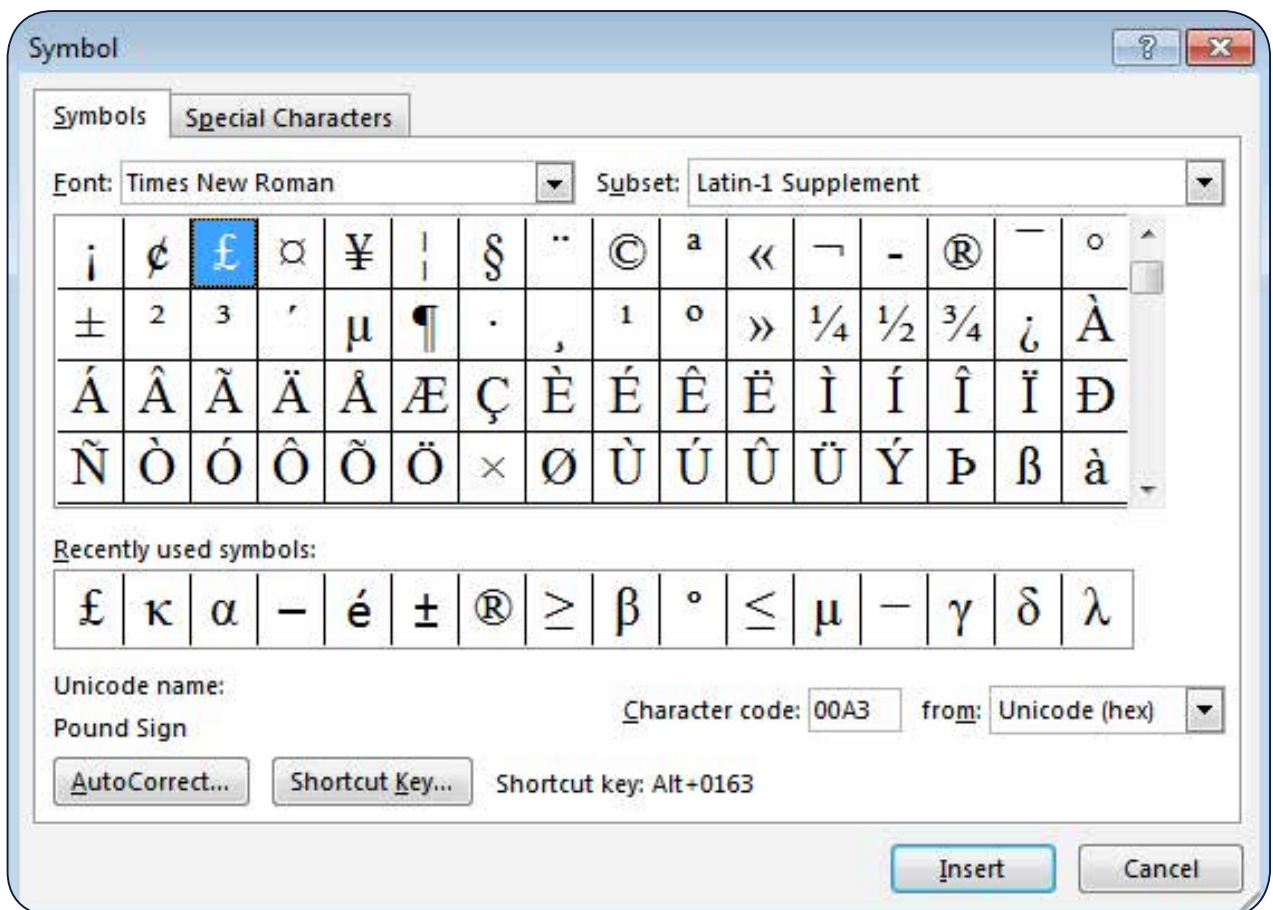 Symbol
Symbols Special Characters
Font: Times New Roman Subset: Latin-1 Supplement
¡ ¢ £ ¤ ¥ ¦ § ¨ © ª « ¬ - ® ¯ °
± ² ³ ´ µ ¶ · ¸ ¹ º » ¼ ½ ¾ ¿ À
Á Â Ã Ä Å Æ Ç È É Ê Ë Ì Í Î Ï Ð
Ñ Ò Ó Ô Õ Ö × Ø Ù Ú Û Ü Ý Þ ß à
Recently used symbols:
£ κ α – é ± ® ≥ β ° ≤ µ — γ δ λ
Unicode name:
Pound Sign
Character code: 00A3 from: Unicode (hex)
AutoCorrect... Shortcut Key... Shortcut key: Alt+0163
Insert Cancel